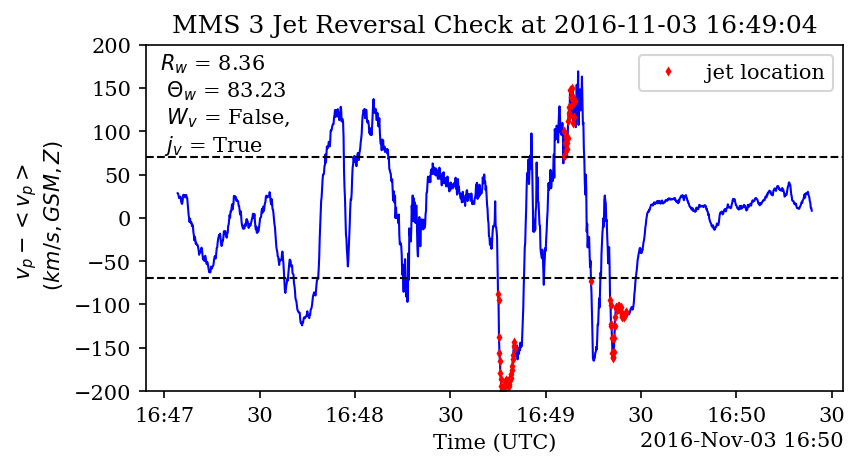 MMS 3 Jet Reversal Check at 2016-11-03 16:49:04
R_w = 8.36
Θ_w = 83.23
W_v = False,
j_v = True
jet location
v_p − < v_p >
(km/s, GSM, Z)
200
150
100
50
0
−50
−100
−150
−200
16:47 30 16:48 30 16:49 30 16:50 30
Time (UTC) 2016-Nov-03 16:50